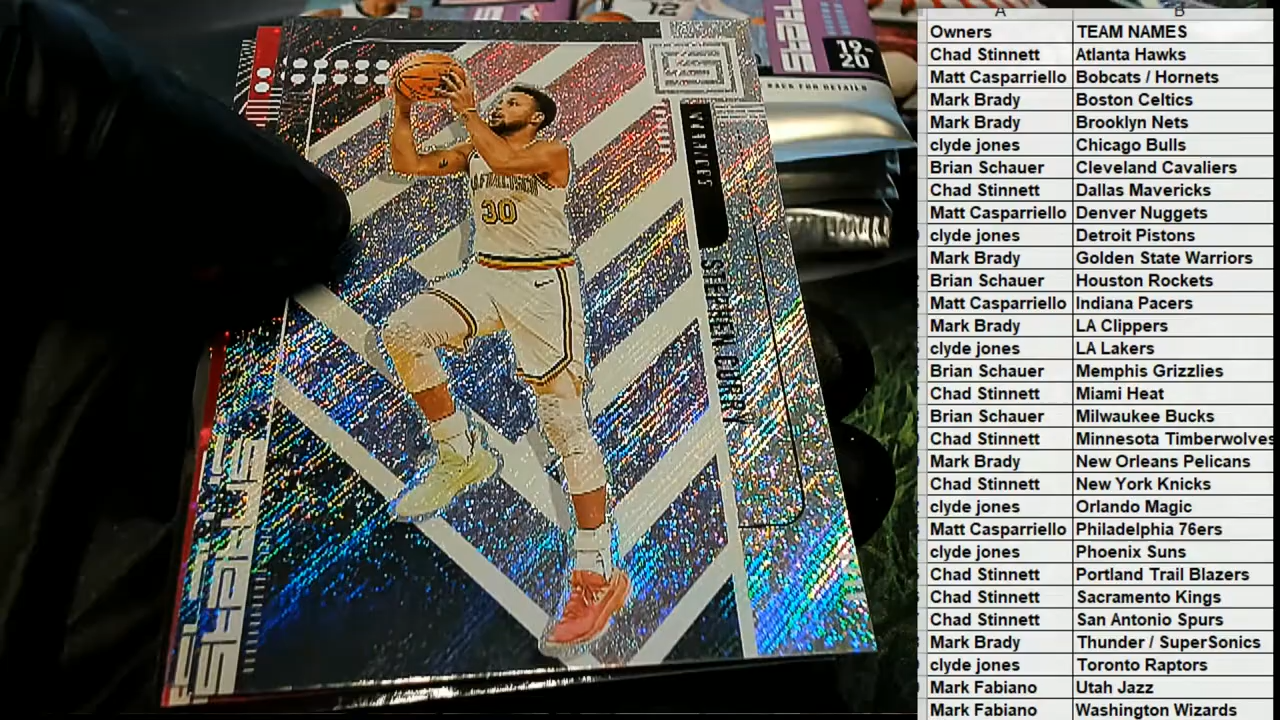 12
19-
20
BACK FOR DETAILS
WARRIORS
STEPHEN CURRY
30
A B
Owners TEAM NAMES
Chad Stinnett Atlanta Hawks
Matt Casparriello Bobcats / Hornets
Mark Brady Boston Celtics
Mark Brady Brooklyn Nets
clyde jones Chicago Bulls
Brian Schauer Cleveland Cavaliers
Chad Stinnett Dallas Mavericks
Matt Casparriello Denver Nuggets
clyde jones Detroit Pistons
Mark Brady Golden State Warriors
Brian Schauer Houston Rockets
Matt Casparriello Indiana Pacers
Mark Brady LA Clippers
clyde jones LA Lakers
Brian Schauer Memphis Grizzlies
Chad Stinnett Miami Heat
Brian Schauer Milwaukee Bucks
Chad Stinnett Minnesota Timberwolves
Mark Brady New Orleans Pelicans
Chad Stinnett New York Knicks
clyde jones Orlando Magic
Matt Casparriello Philadelphia 76ers
clyde jones Phoenix Suns
Chad Stinnett Portland Trail Blazers
Chad Stinnett Sacramento Kings
Chad Stinnett San Antonio Spurs
Mark Brady Thunder / SuperSonics
clyde jones Toronto Raptors
Mark Fabiano Utah Jazz
Mark Fabiano Washington Wizards